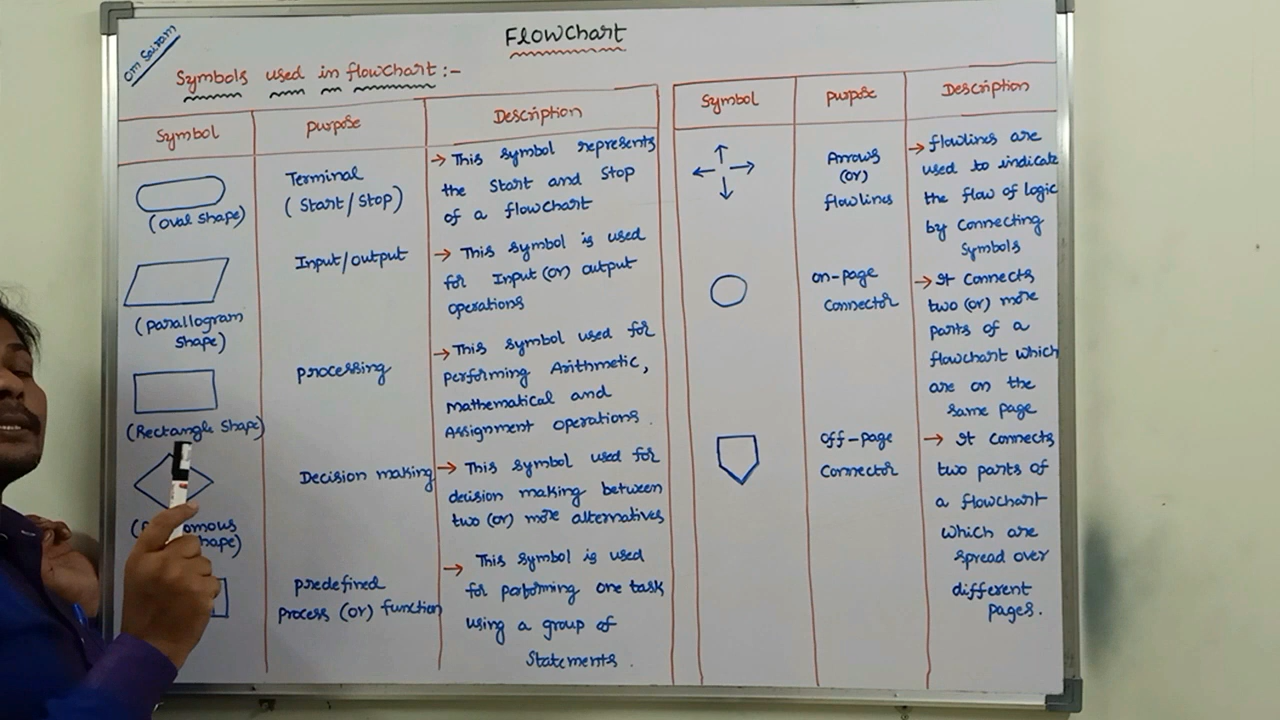 Om Sairam
Flowchart
Symbols used in flowchart :-
Symbol
Purpose
Description
(Oval Shape)
Terminal
(Start/Stop)
→ This symbol represents
the Start and Stop
of a flowchart
(parallogram
Shape)
Input/output
→ This symbol is used
for Input (or) output
operations
(Rectangle Shape)
processing
→ This symbol used for
performing Arithmetic,
Mathematical and
Assignment operations.
Decision making
→ This symbol used for
decision making between
two (or) more alternatives
predefined
process (or) function
→ This symbol is used
for performing one task
using a group of
Statements.
Symbol
Purpose
Description
Arrows
(or)
flowlines
→ flowlines are
used to indicate
the flow of logic
by connecting
Symbols
on-page
Connector
→ It connects
two (or) more
parts of a
flowchart which
are on the
same page
off-page
Connector
→ It connects
two parts of
a flowchart
which are
spread over
different
pages.